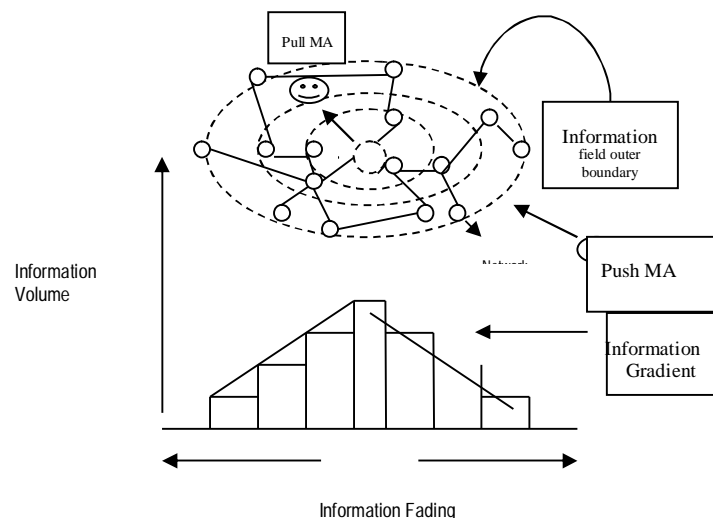 Pull MA
Information
field outer
boundary
Push MA
Information
Volume
Information
Gradient
Information Fading